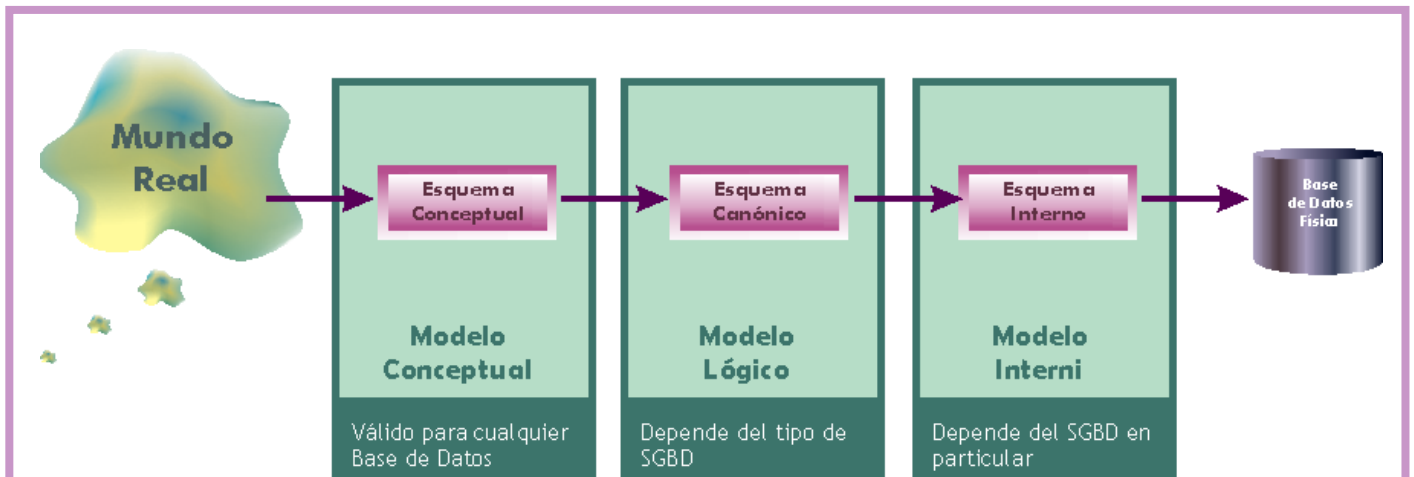 Mundo
Real
Esquema
Conceptual
Esquema
Canónico
Esquema
Interno
Base
de Datos
Física
Modelo
Conceptual
Modelo
Lógico
Modelo
Interni
Válido para cualquier
Base de Datos
Depende del tipo de
SGBD
Depende del SGBD en
particular